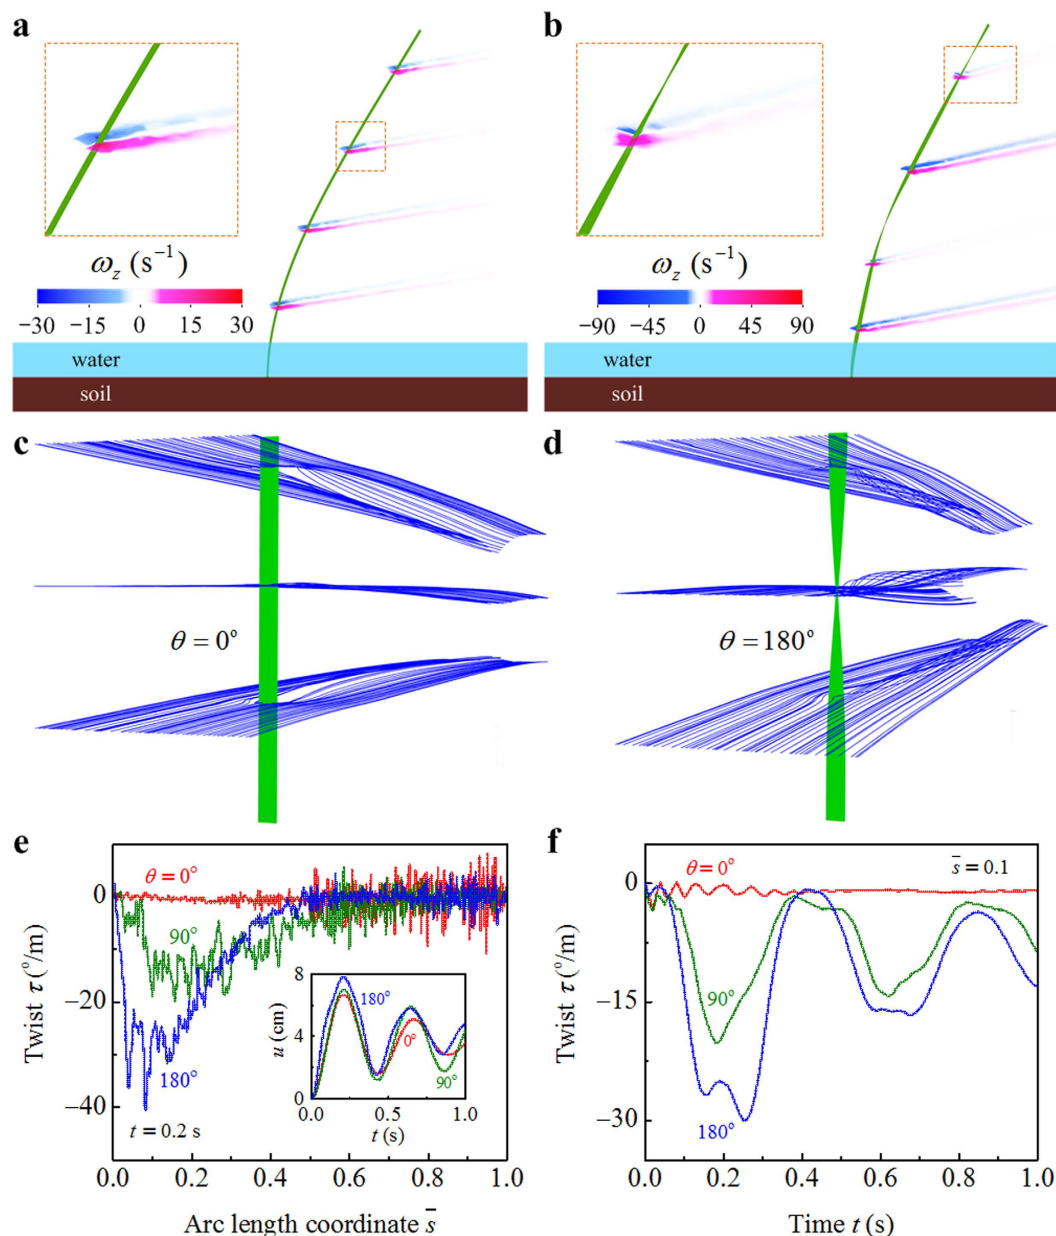 a
ω_z (s⁻¹)
−30 −15 0 15 30
water
soil
b
ω_z (s⁻¹)
−90 −45 0 45 90
water
soil
c
θ = 0°
d
θ = 180°
e
θ = 0°
90°
180°
t = 0.2 s
0
−20
−40
Twist τ (°/m)
0.0 0.2 0.4 0.6 0.8 1.0
Arc length coordinate s̄
8
4
0
u (cm)
180°
0°
90°
0.0 0.5 1.0
t (s)
f
θ = 0°
s̄ = 0.1
90°
180°
0
−15
−30
Twist τ (°/m)
0.0 0.2 0.4 0.6 0.8 1.0
Time t (s)